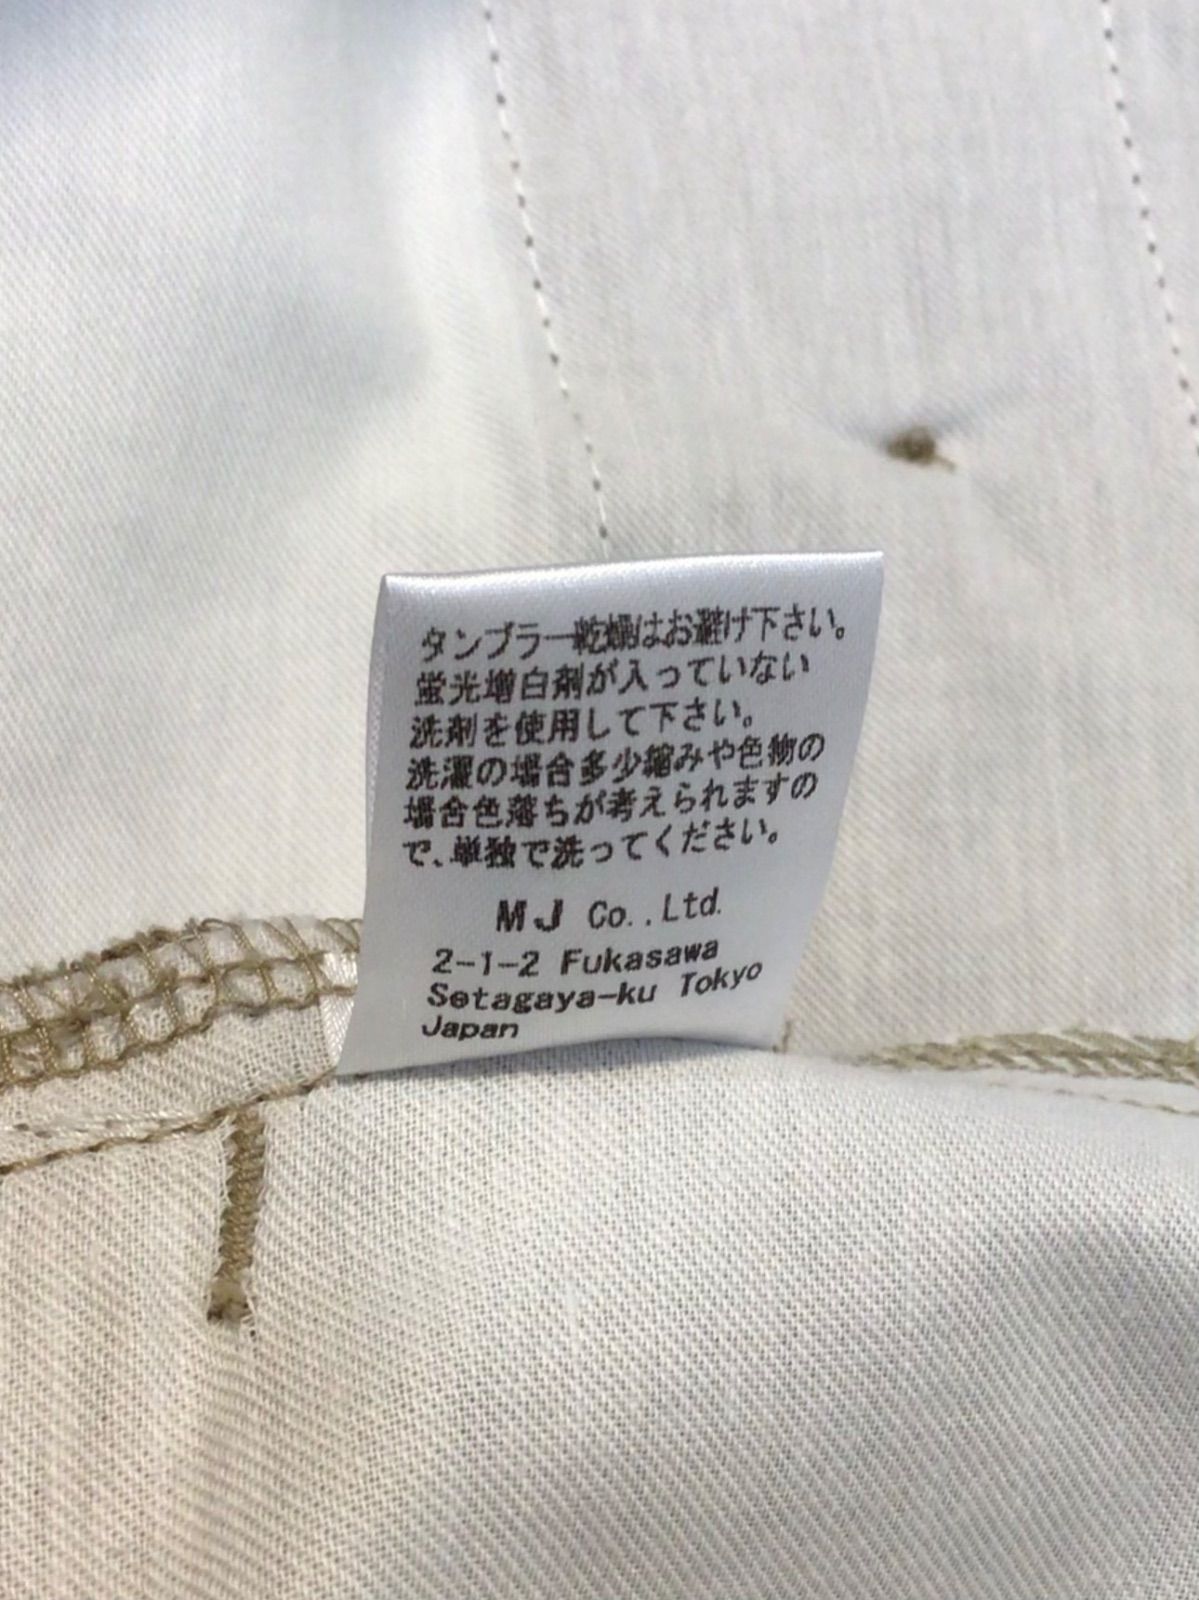 タンブラー乾燥はお避け下さい。
蛍光増白剤が入っていない
洗剤を使用して下さい。
洗濯の場合多少縮みや色物の
場合色落ちが考えられますの
で、単独で洗ってください。
MJ Co.,Ltd.
2-1-2 Fukasawa
Setagaya-ku Tokyo
Japan